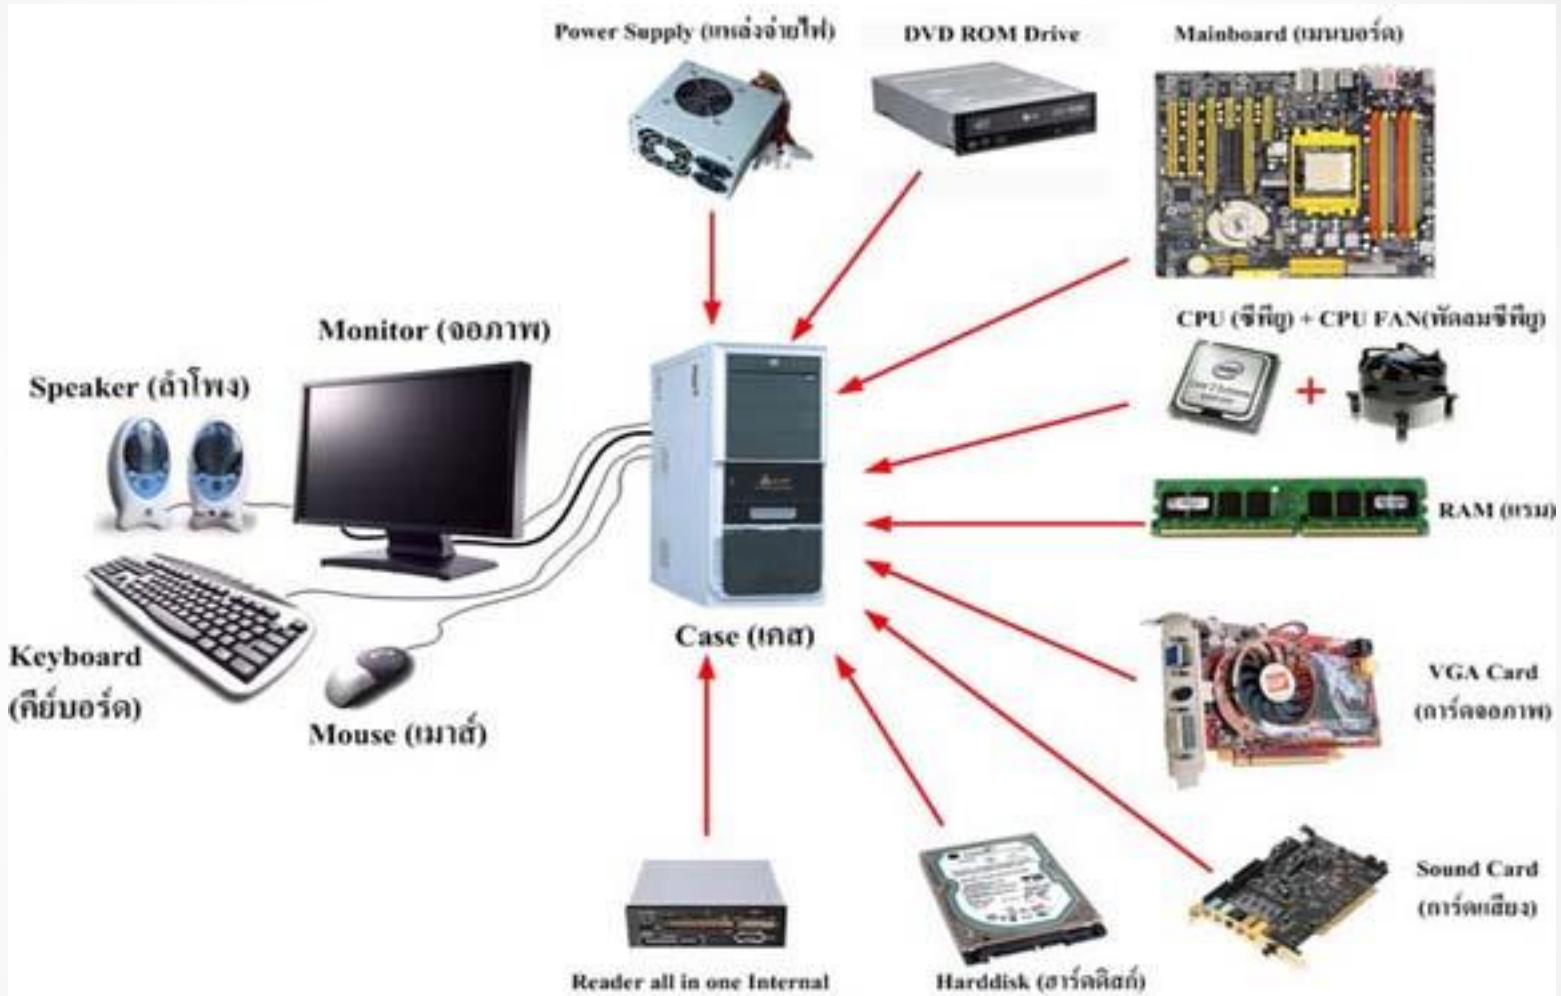 Power Supply (แหล่งจ่ายไฟ)
DVD ROM Drive
Mainboard (เมนบอร์ด)
CPU (ซีพียู) + CPU FAN(พัดลมซีพียู)
+
Monitor (จอภาพ)
Speaker (ลำโพง)
RAM (แรม)
Case (เคส)
Keyboard
(คีย์บอร์ด)
Mouse (เมาส์)
VGA Card
(การ์ดจอภาพ)
Sound Card
(การ์ดเสียง)
Reader all in one Internal
Harddisk (ฮาร์ดดิสก์)